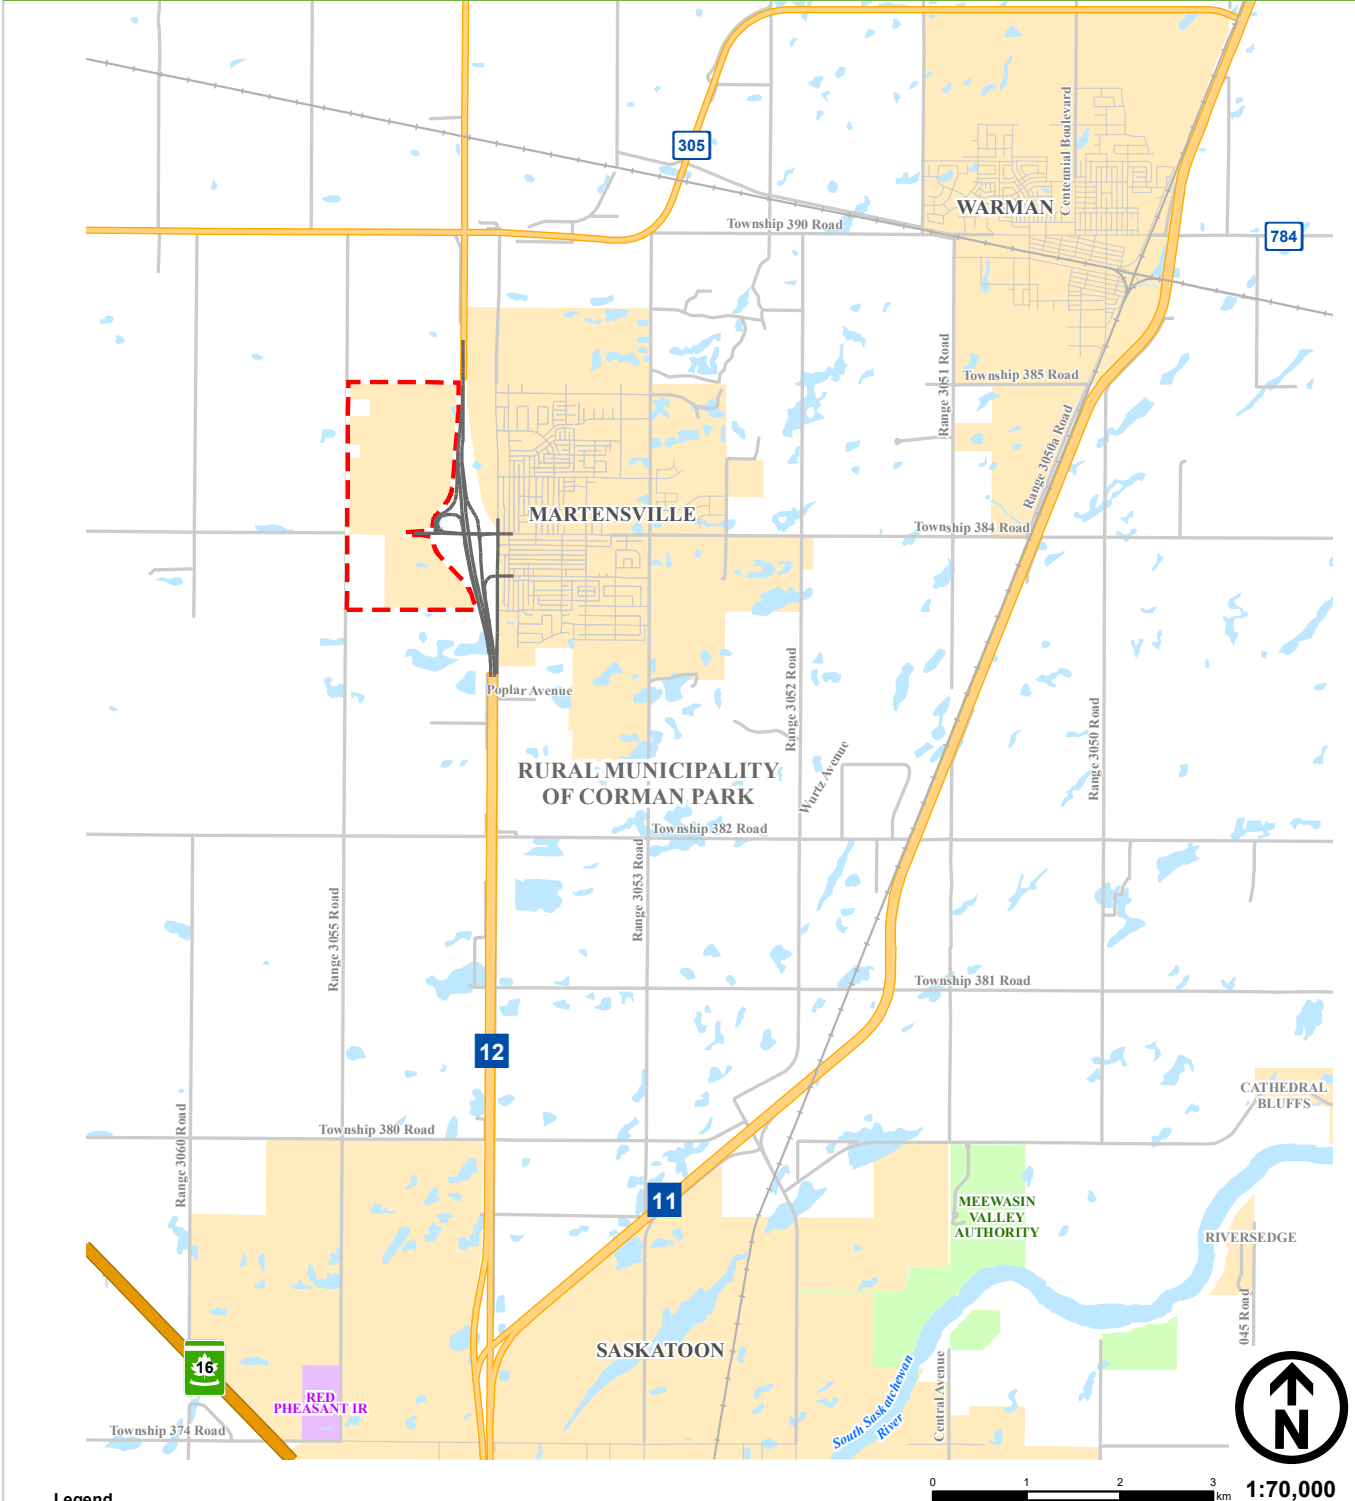 305
Centennial Boulevard
WARMAN
Township 390 Road
784
Range 3051 Road
Township 385 Road
Range 3050a Road
MARTENSVILLE
Township 384 Road
Range 3052 Road
Poplar Avenue
Range 3050 Road
Wurtz Avenue
RURAL MUNICIPALITY
OF CORMAN PARK
Township 382 Road
Range 3053 Road
Range 3055 Road
Township 381 Road
12
CATHEDRAL
BLUFFS
Range 3060 Road
Township 380 Road
11
MEEWASIN
VALLEY
AUTHORITY
RIVERSEDGE
045 Road
SASKATOON
16
RED
PHEASANT IR
South Saskatchewan
River
Central Avenue
Township 374 Road
N
0 1 2 3
km
1:70,000
Legend